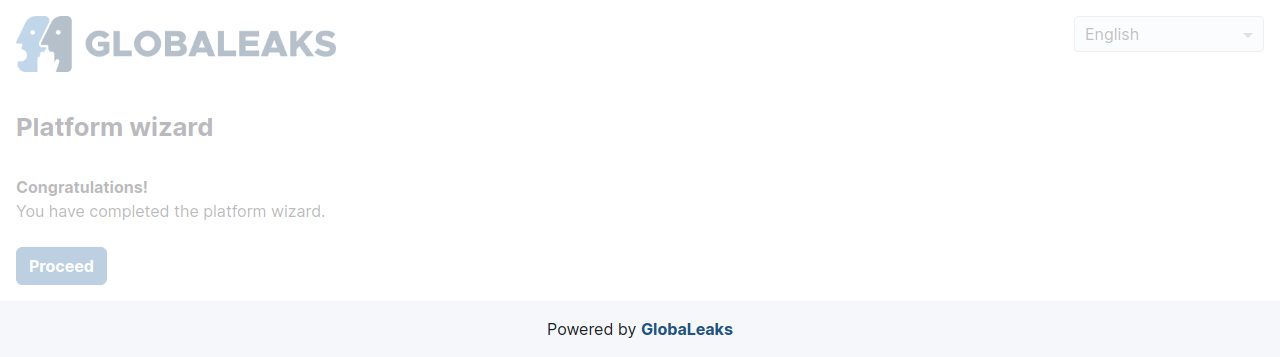 GLOBALEAKS
English
Platform wizard
Congratulations!
You have completed the platform wizard.
Proceed
Powered by GlobaLeaks